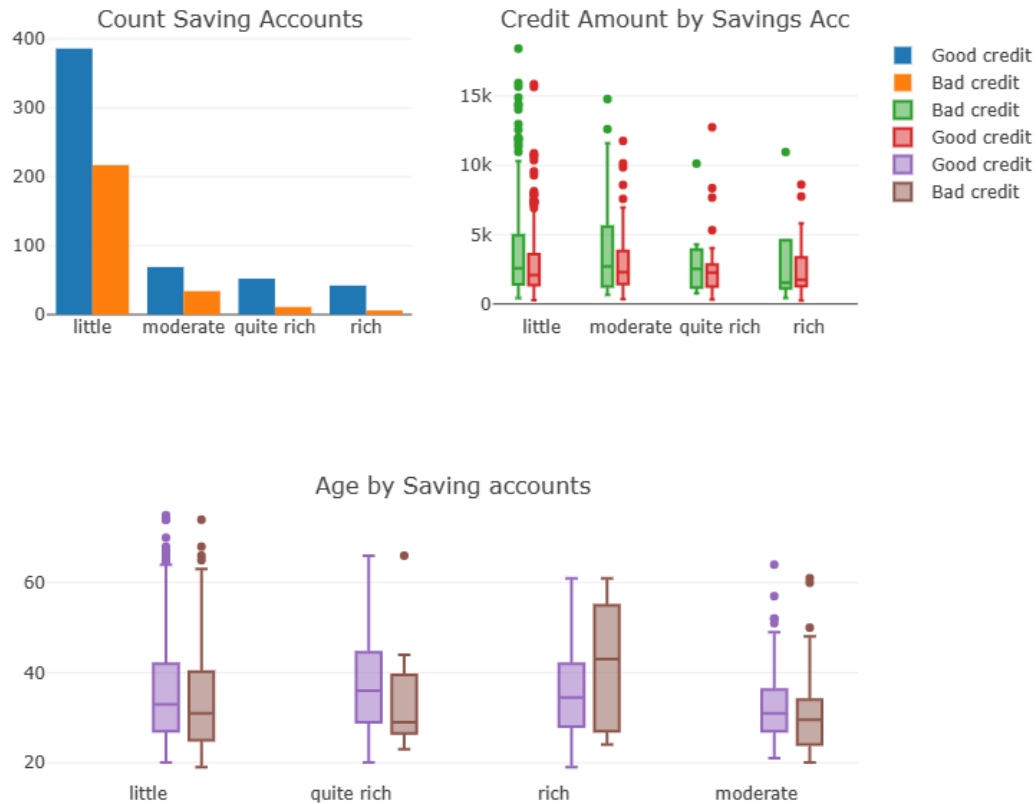 Count Saving Accounts
400
300
200
100
0
little moderate quite rich rich
Credit Amount by Savings Acc
15k
10k
5k
0
little moderate quite rich rich
Good credit
Bad credit
Bad credit
Good credit
Good credit
Bad credit
Age by Saving accounts
60
40
20
little quite rich rich moderate